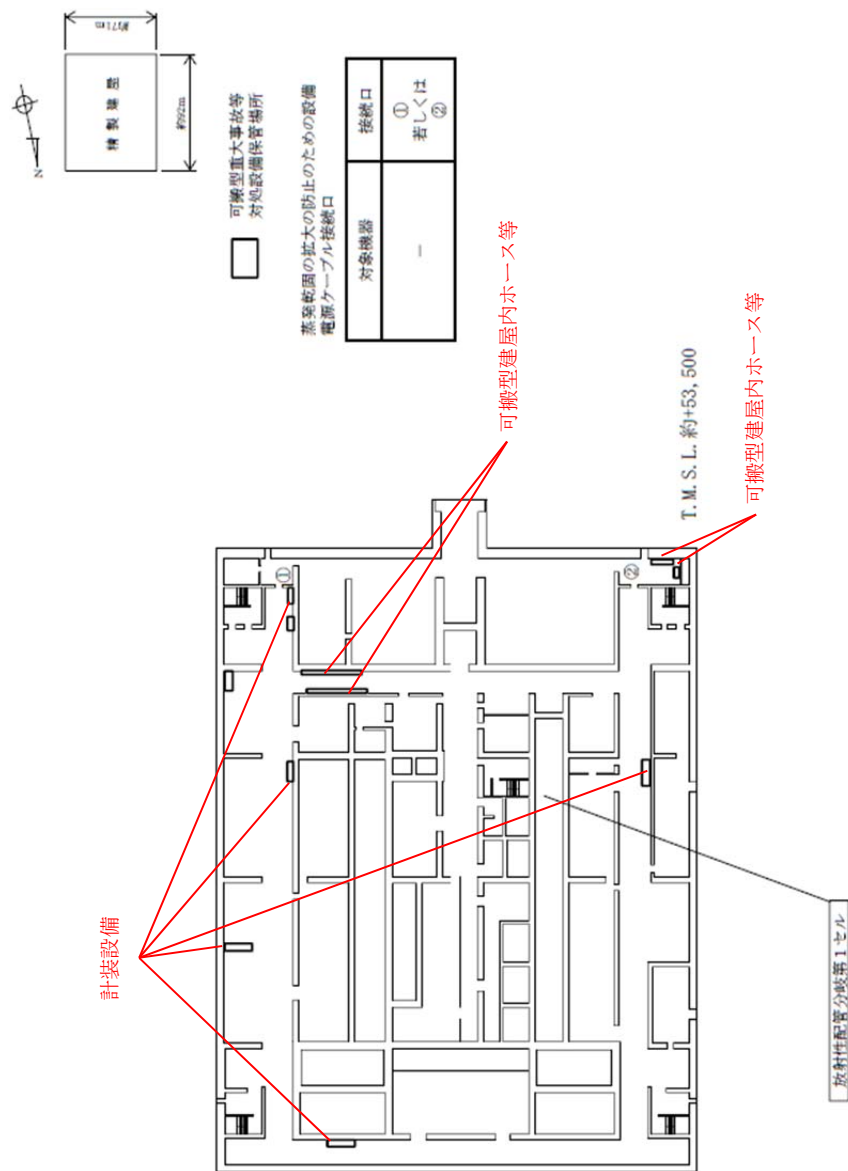 N
精製建屋
約92m
約71m
可搬型重大事故等
対処設備保管場所
蒸発乾固の拡大の防止のための設備
電源ケーブル接続口
対象機器
接続口
－
①
若しくは
②
可搬型建屋内ホース等
可搬型建屋内ホース等
T.M.S.L.約+53,500
計装設備
①
②
放射性配管分岐第1セル